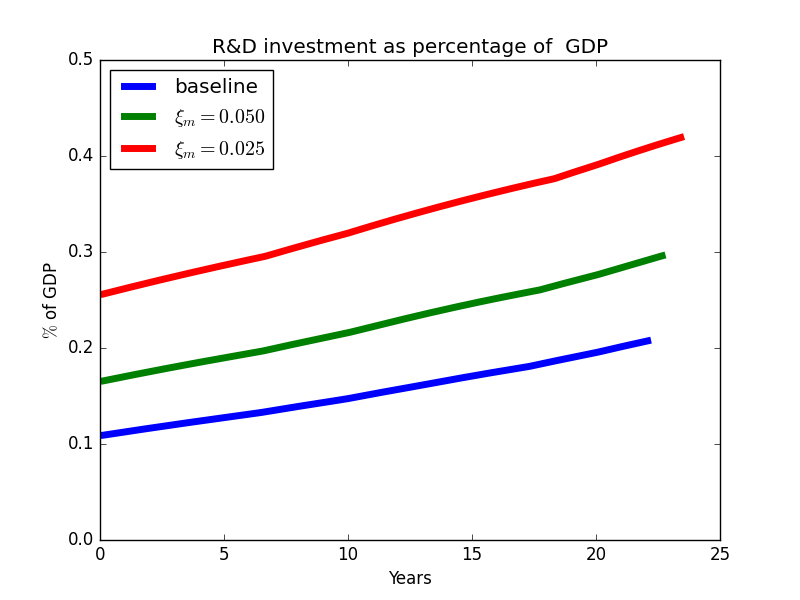 R&D investment as percentage of  GDP
0.5
baseline
ξₘ = 0.050
ξₘ = 0.025
0.4
0.3
% of GDP
0.2
0.1
0.0
0 5 10 15 20 25
Years